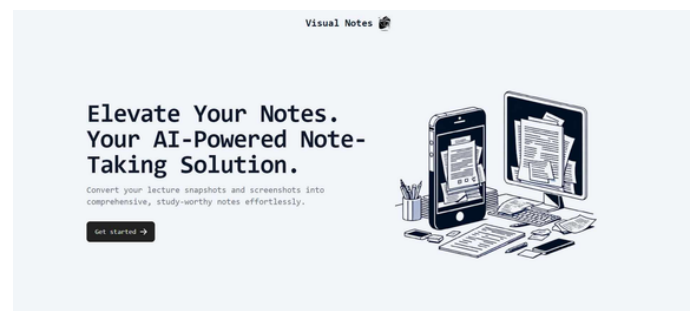 Visual Notes
Elevate Your Notes.
Your AI-Powered Note-
Taking Solution.
Convert your lecture snapshots and screenshots into
comprehensive, study-worthy notes effortlessly.
Get started →